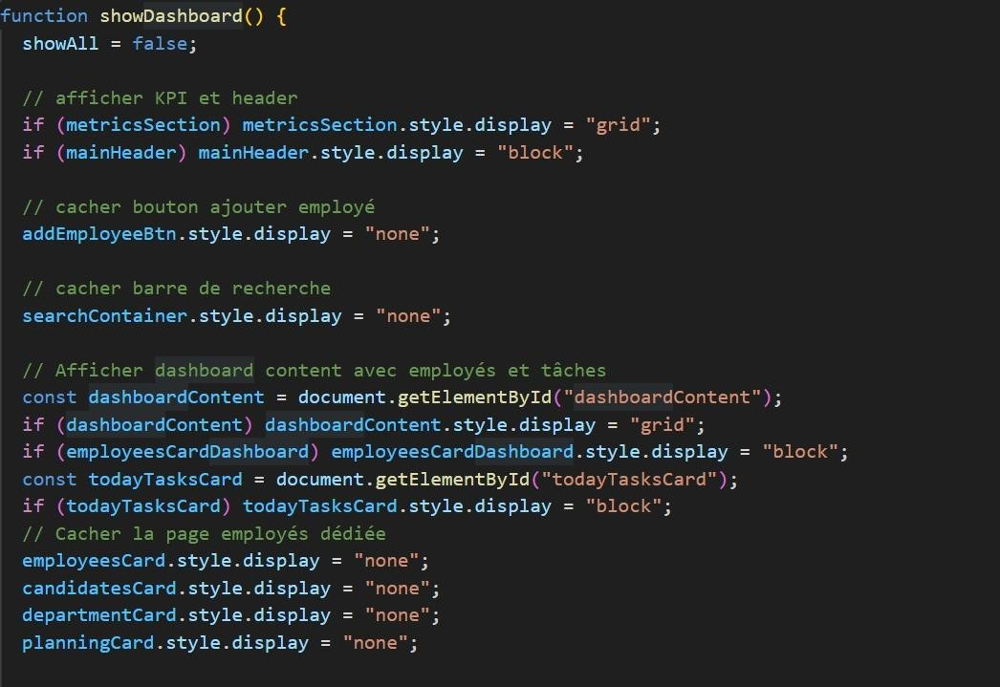 function showDashboard() {
showAll = false;
// afficher KPI et header
if (metricsSection) metricsSection.style.display = "grid";
if (mainHeader) mainHeader.style.display = "block";
// cacher bouton ajouter employé
addEmployeeBtn.style.display = "none";
// cacher barre de recherche
searchContainer.style.display = "none";
// Afficher dashboard content avec employés et tâches
const dashboardContent = document.getElementById("dashboardContent");
if (dashboardContent) dashboardContent.style.display = "grid";
if (employeesCardDashboard) employeesCardDashboard.style.display = "block";
const todayTasksCard = document.getElementById("todayTasksCard");
if (todayTasksCard) todayTasksCard.style.display = "block";
// Cacher la page employés dédiée
employeesCard.style.display = "none";
candidatesCard.style.display = "none";
departmentCard.style.display = "none";
planningCard.style.display = "none";